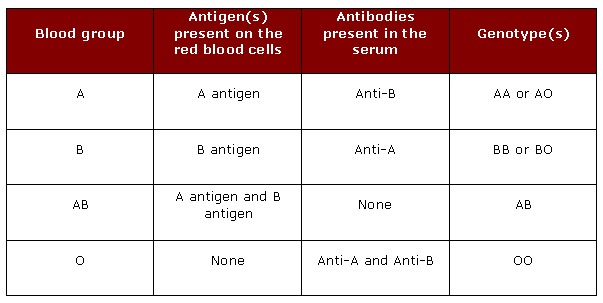 Blood group
Antigen(s)
present on the
red blood cells
Antibodies
present in the
serum
Genotype(s)
A
A antigen
Anti-B
AA or AO
B
B antigen
Anti-A
BB or BO
AB
A antigen and B
antigen
None
AB
O
None
Anti-A and Anti-B
OO